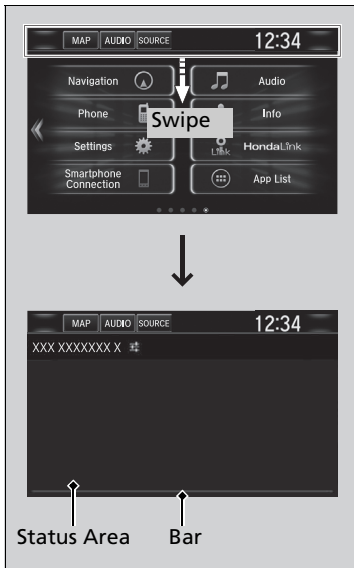 MAP AUDIO SOURCE 12:34
Navigation Audio
Phone Info
Swipe
Settings Link HondaLink
Smartphone
Connection App List
MAP AUDIO SOURCE 12:34
XXX XXXXXXX X
Status Area Bar